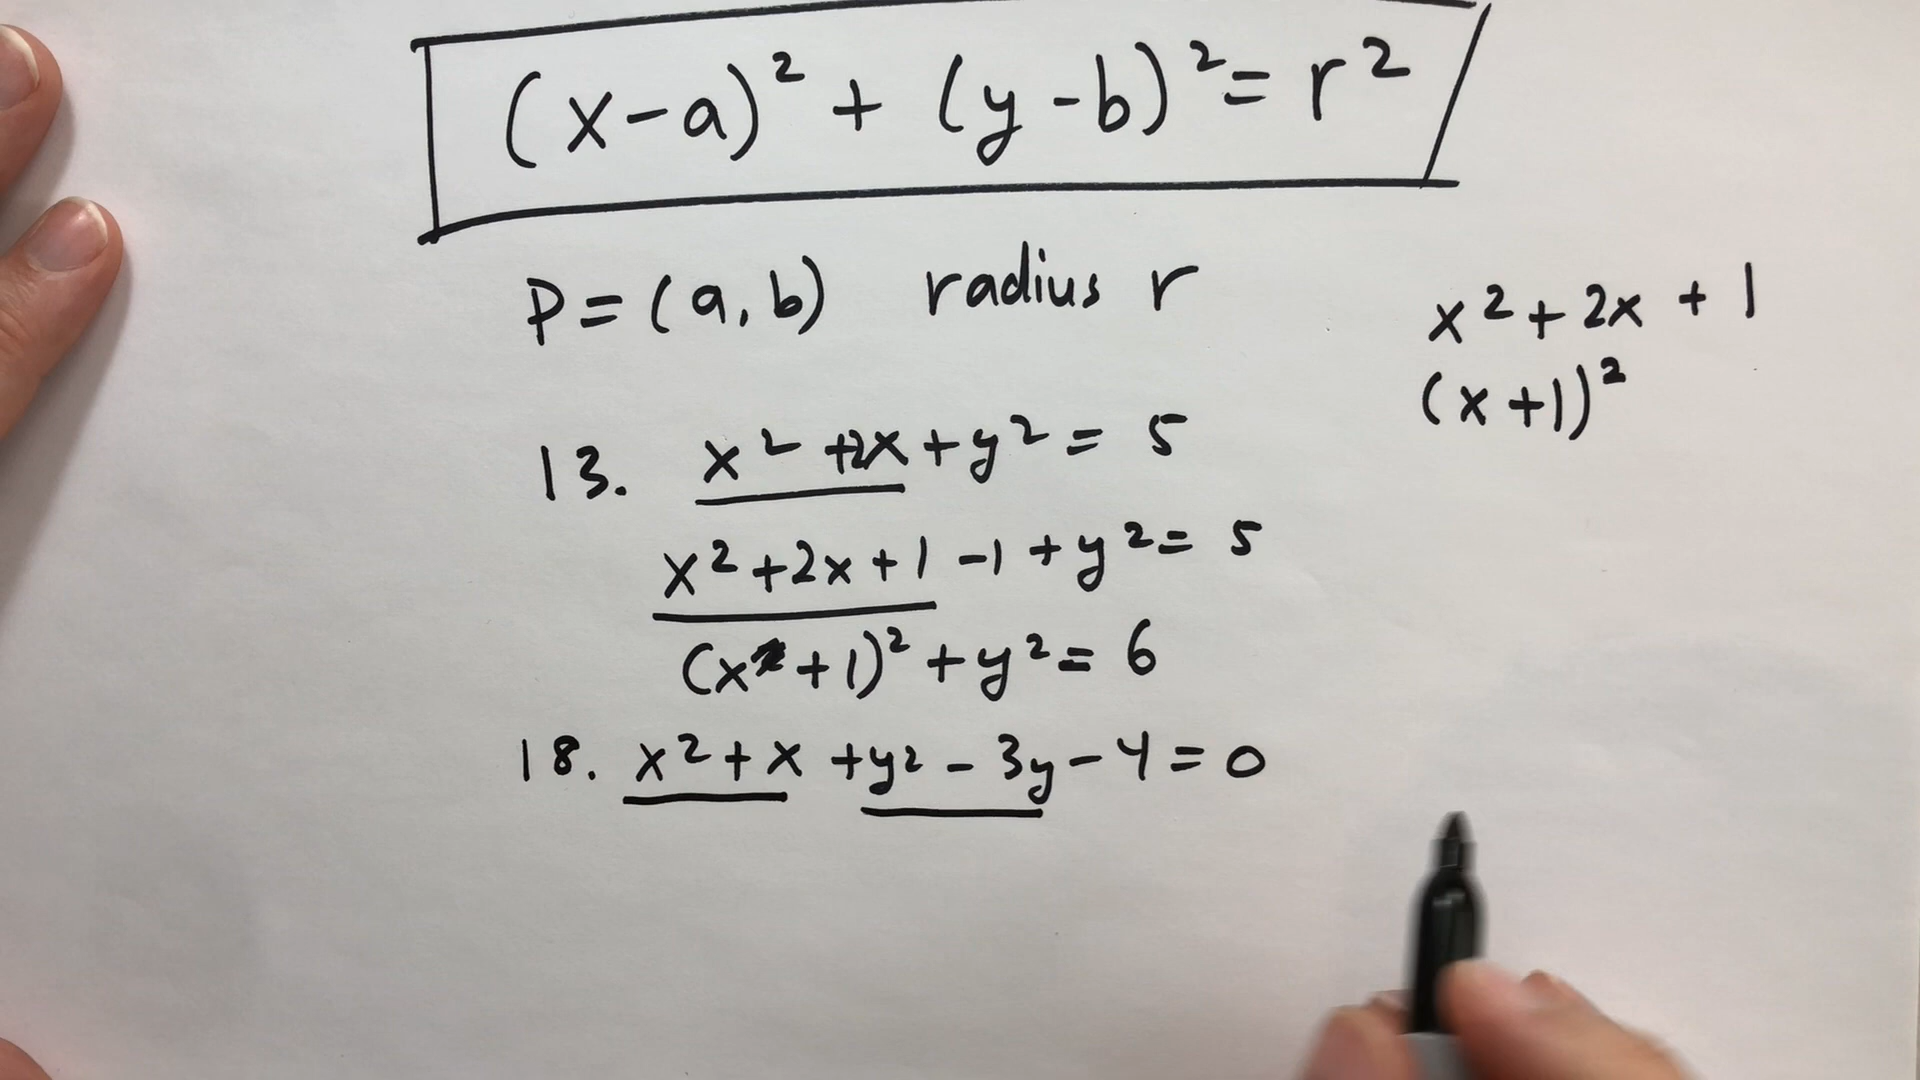 (x-a)² + (y-b)² = r²
P = (a, b) radius r
x² + 2x + 1
(x+1)²
13. x² + 2x + y² = 5
x² + 2x + 1 - 1 + y² = 5
(x + 1)² + y² = 6
18. x² + x + y² - 3y - 4 = 0